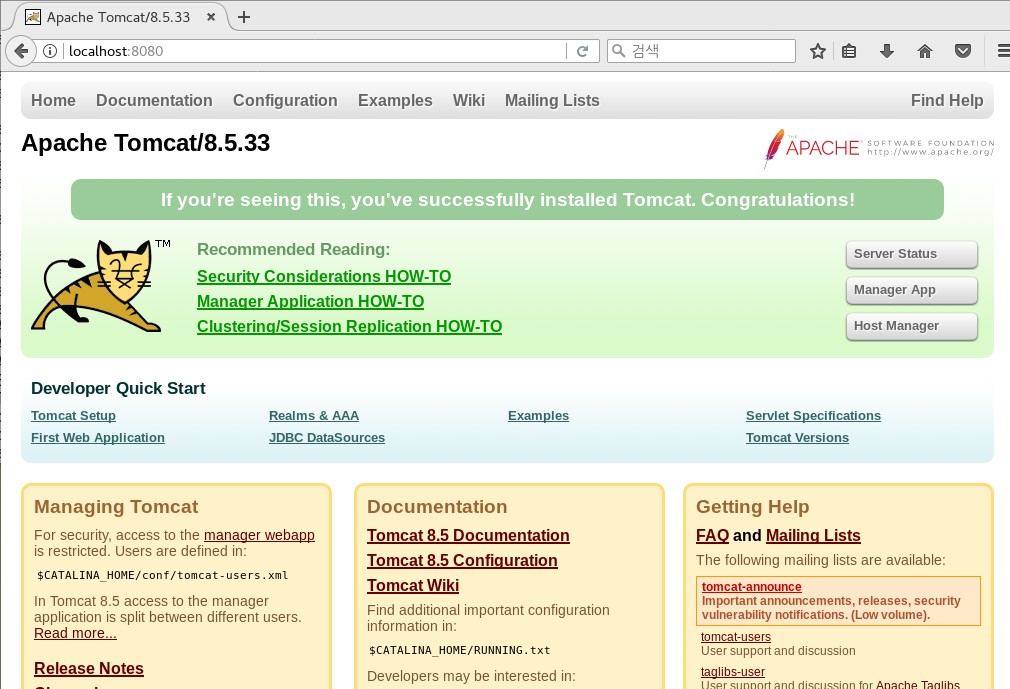 Apache Tomcat/8.5.33
localhost:8080
검색
Home Documentation Configuration Examples Wiki Mailing Lists Find Help
Apache Tomcat/8.5.33
THE APACHE SOFTWARE FOUNDATION
http://www.apache.org/
If you're seeing this, you've successfully installed Tomcat. Congratulations!
TM
Recommended Reading:
Security Considerations HOW-TO
Manager Application HOW-TO
Clustering/Session Replication HOW-TO
Server Status
Manager App
Host Manager
Developer Quick Start
Tomcat Setup
First Web Application
Realms & AAA
JDBC DataSources
Examples
Servlet Specifications
Tomcat Versions
Managing Tomcat
For security, access to the manager webapp
is restricted. Users are defined in:
$CATALINA_HOME/conf/tomcat-users.xml
In Tomcat 8.5 access to the manager
application is split between different users.
Read more...
Release Notes
Documentation
Tomcat 8.5 Documentation
Tomcat 8.5 Configuration
Tomcat Wiki
Find additional important configuration
information in:
$CATALINA_HOME/RUNNING.txt
Developers may be interested in:
Getting Help
FAQ and Mailing Lists
The following mailing lists are available:
tomcat-announce
Important announcements, releases, security
vulnerability notifications. (Low volume).
tomcat-users
User support and discussion
taglibs-user
User support and discussion for Apache Taglibs